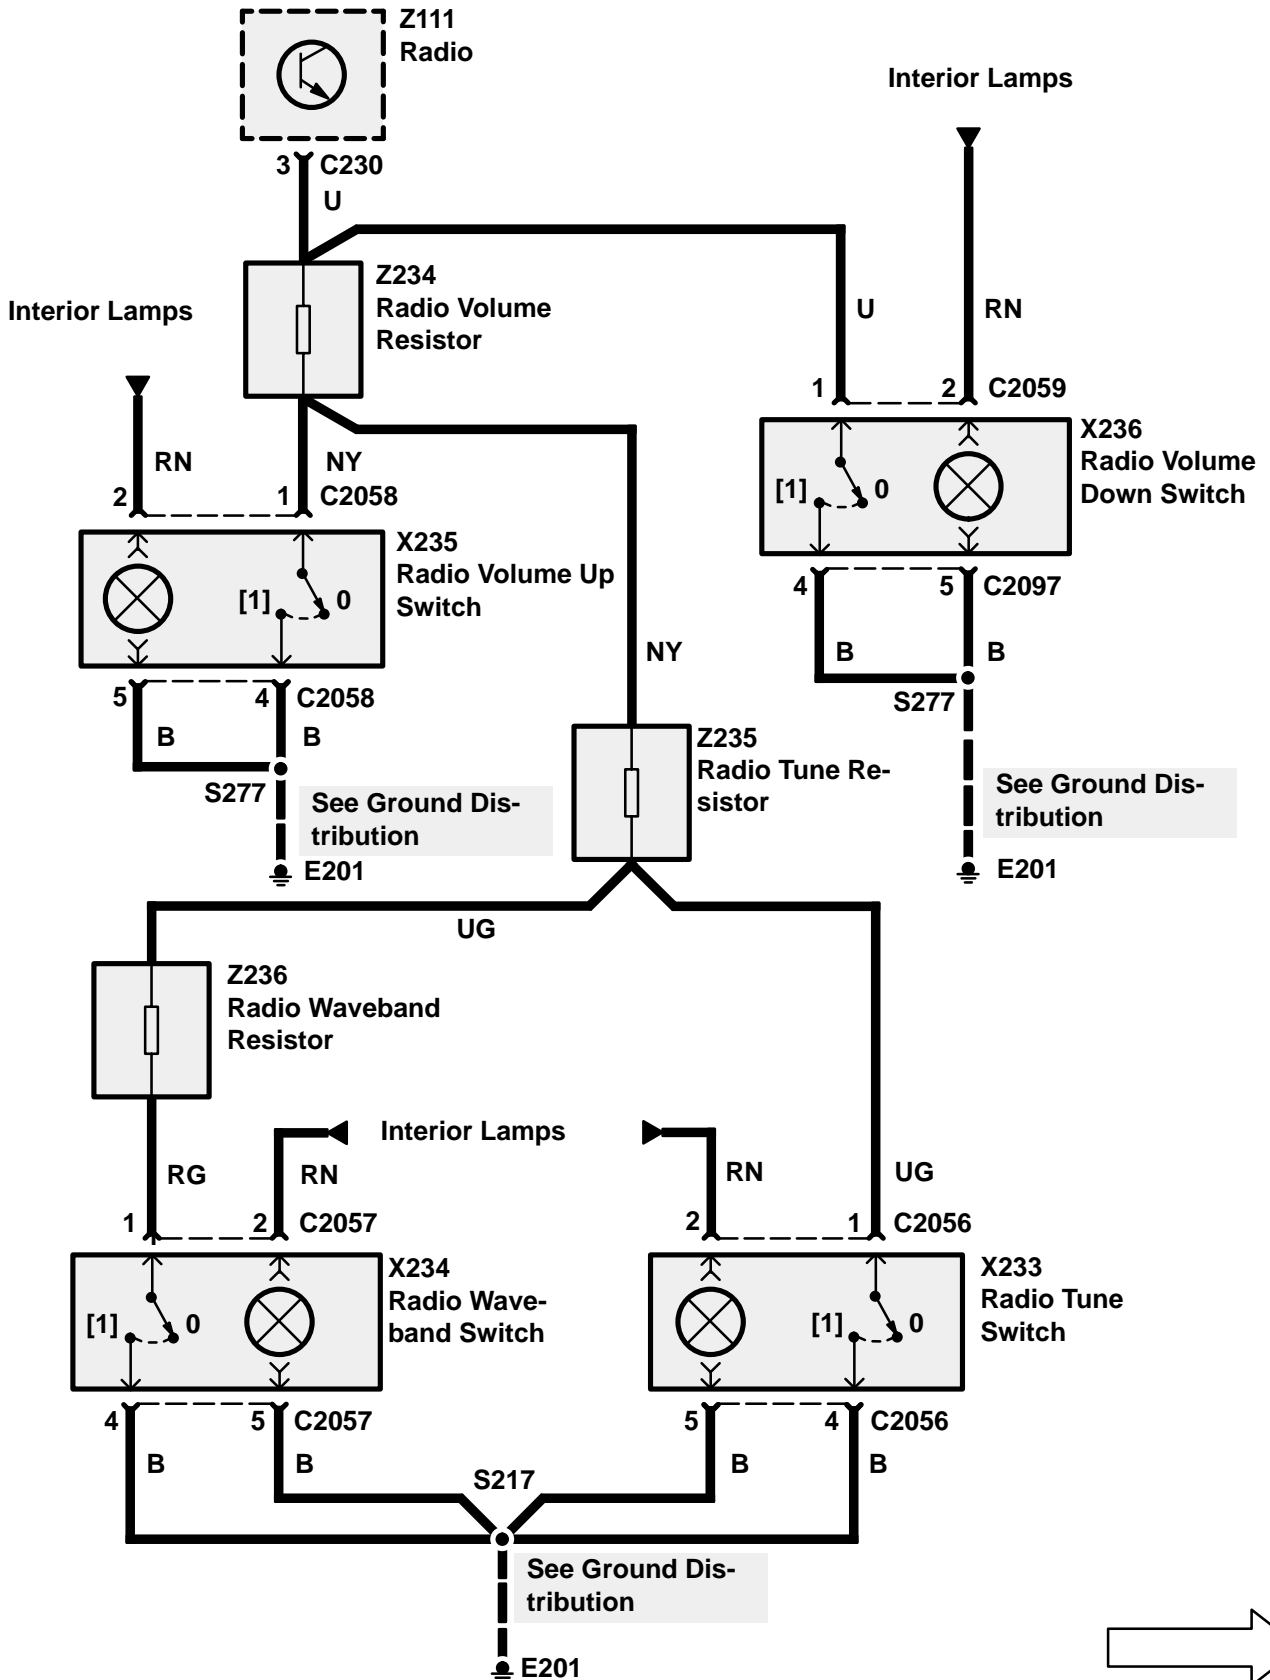 Z111
Radio
Interior Lamps
3 C230
U
Z234
Radio Volume
Resistor
Interior Lamps
U RN
1 2 C2059
RN NY
2 1 C2058
X236
Radio Volume
Down Switch
[1] 0
X235
Radio Volume Up
Switch
[1] 0
4 5 C2097
B B
S277
NY
5 4 C2058
B B
S277
See Ground Dis-
tribution
E201
Z235
Radio Tune Re-
sistor
See Ground Dis-
tribution
E201
UG
Z236
Radio Waveband
Resistor
Interior Lamps
RG RN
RN UG
1 2 C2057
2 1 C2056
X234
Radio Wave-
band Switch
[1] 0
X233
Radio Tune
Switch
[1] 0
4 5 C2057
5 4 C2056
B B
B B
S217
See Ground Dis-
tribution
E201